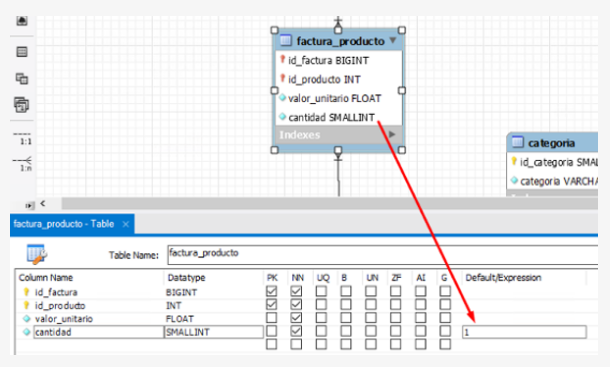 factura_producto
id_factura BIGINT
id_producto INT
valor_unitario FLOAT
cantidad SMALLINT
Indexes
1:1
categoria
id_categoria SMAL
categoria VARCHA
1:n
factura_producto - Table
Table Name: factura_producto
Column Name Datatype PK NN UQ B UN ZF AI G Default/Expression
id_factura BIGINT
id_producto INT
valor_unitario FLOAT
cantidad SMALLINT 1